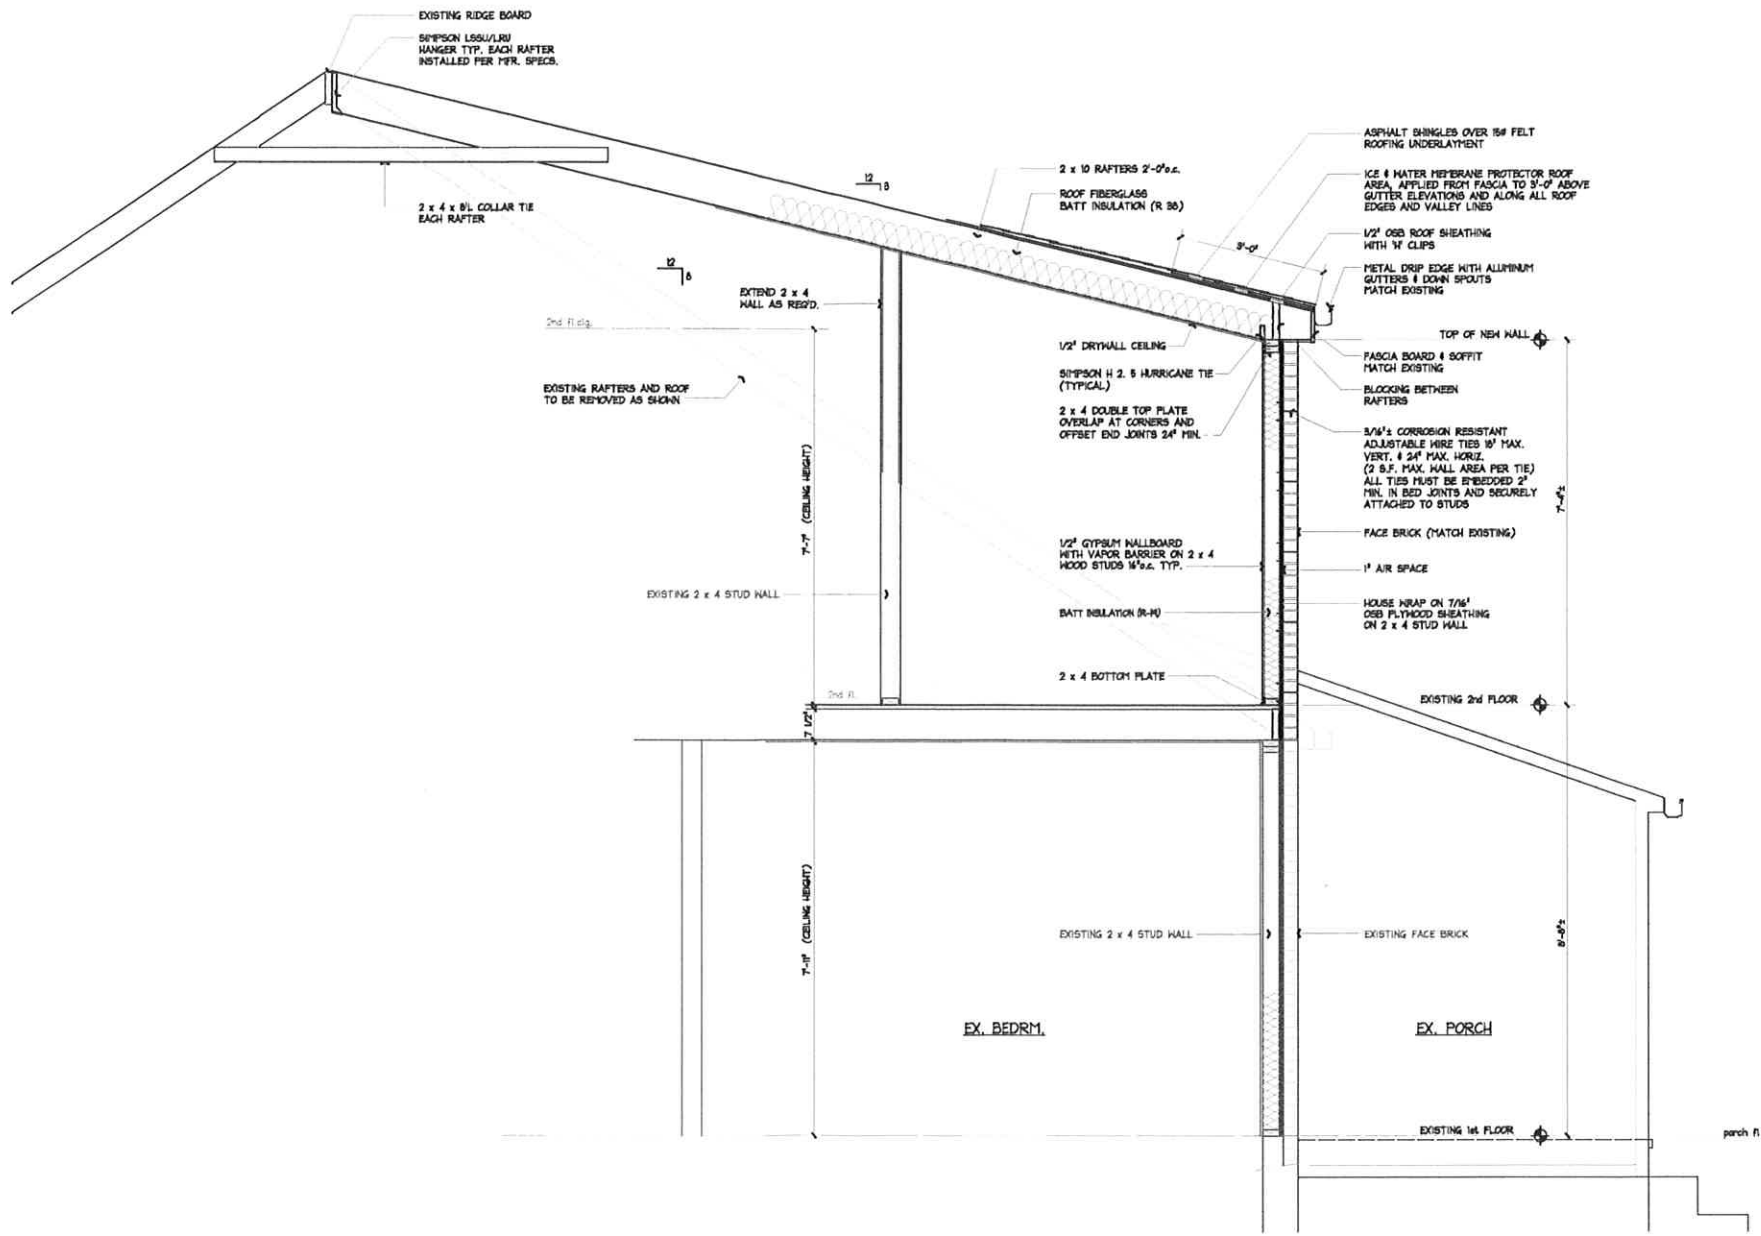 EXISTING RIDGE BOARD
SIMPSON LSSU/LRU
HANGER TYP. EACH RAFTER
INSTALLED PER MFR. SPECS.
2 x 4 x 8'L COLLAR TIE
EACH RAFTER
12
12
8
EXTEND 2 x 4
WALL AS REQ'D.
2nd fl clg.
EXISTING RAFTERS AND ROOF
TO BE REMOVED AS SHOWN
7'-7" (CEILING HEIGHT)
EXISTING 2 x 4 STUD WALL
2nd fl.
7 1/2"
7'-11" (CEILING HEIGHT)
2 x 10 RAFTERS 2'-0"o.c.
ROOF FIBERGLASS
BATT INSULATION (R 38)
3'-0"
1/2" DRYWALL CEILING
SIMPSON H 2. 5 HURRICANE TIE
(TYPICAL)
2 x 4 DOUBLE TOP PLATE
OVERLAP AT CORNERS AND
OFFSET END JOINTS 24" MIN.
1/2" GYPSUM WALLBOARD
WITH VAPOR BARRIER ON 2 x 4
WOOD STUDS 16"o.c. TYP.
BATT INSULATION
2 x 4 BOTTOM PLATE
EXISTING 2 x 4 STUD WALL
EX. BEDRM.
ASPHALT SHINGLES OVER 15# FELT
ROOFING UNDERLAYMENT
ICE & WATER MEMBRANE PROTECTOR ROOF
AREA, APPLIED FROM FASCIA TO 3'-0" ABOVE
GUTTER ELEVATIONS AND ALONG ALL ROOF
EDGES AND VALLEY LINES
1/2" OSB ROOF SHEATHING
WITH 'H' CLIPS
METAL DRIP EDGE WITH ALUMINUM
GUTTERS & DOWN SPOUTS
MATCH EXISTING
TOP OF NEW WALL
FASCIA BOARD & SOFFIT
MATCH EXISTING
BLOCKING BETWEEN
RAFTERS
3/16"± CORROSION RESISTANT
ADJUSTABLE WIRE TIES 18" MAX.
VERT. & 24" MAX. HORIZ.
(2 S.F. MAX. WALL AREA PER TIE)
ALL TIES MUST BE EMBEDDED 2"
MIN. IN BED JOINTS AND SECURELY
ATTACHED TO STUDS
FACE BRICK (MATCH EXISTING)
1" AIR SPACE
HOUSE WRAP ON 7/16"
OSB PLYWOOD SHEATHING
ON 2 x 4 STUD WALL
EXISTING 2nd FLOOR
EXISTING FACE BRICK
EX. PORCH
EXISTING 1st FLOOR
porch fl